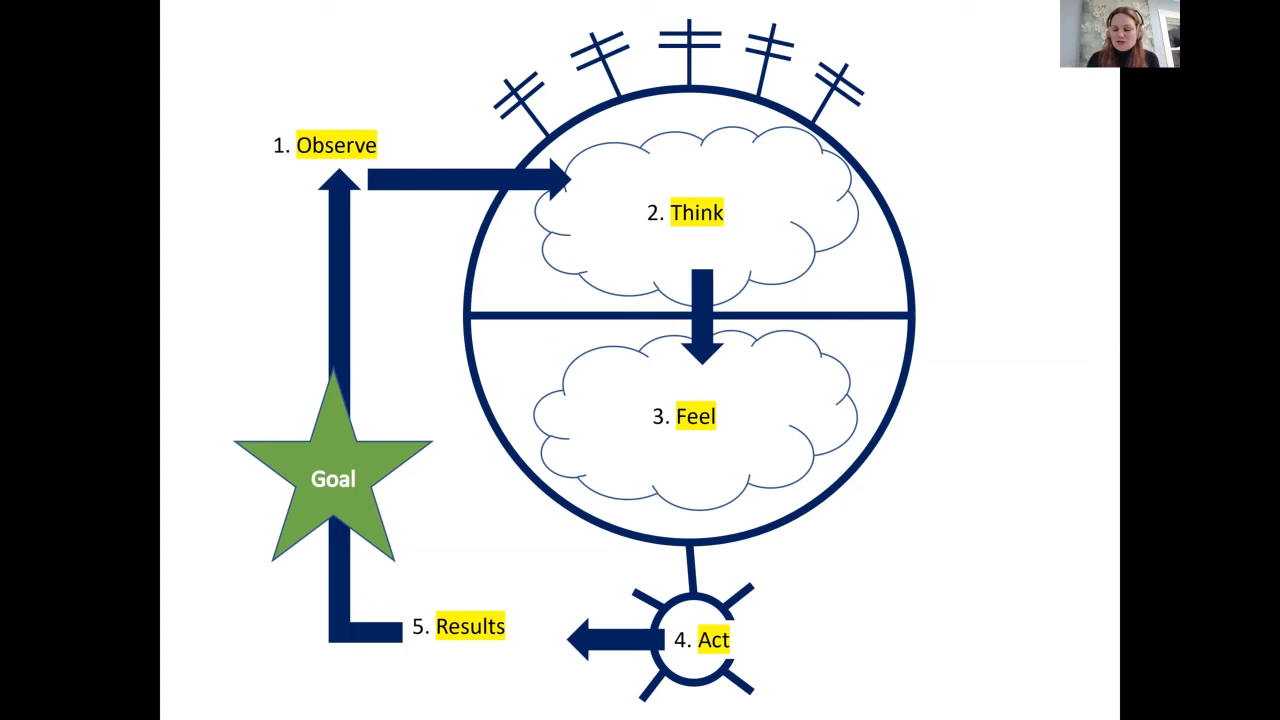 1. Observe
2. Think
3. Feel
Goal
4. Act
5. Results